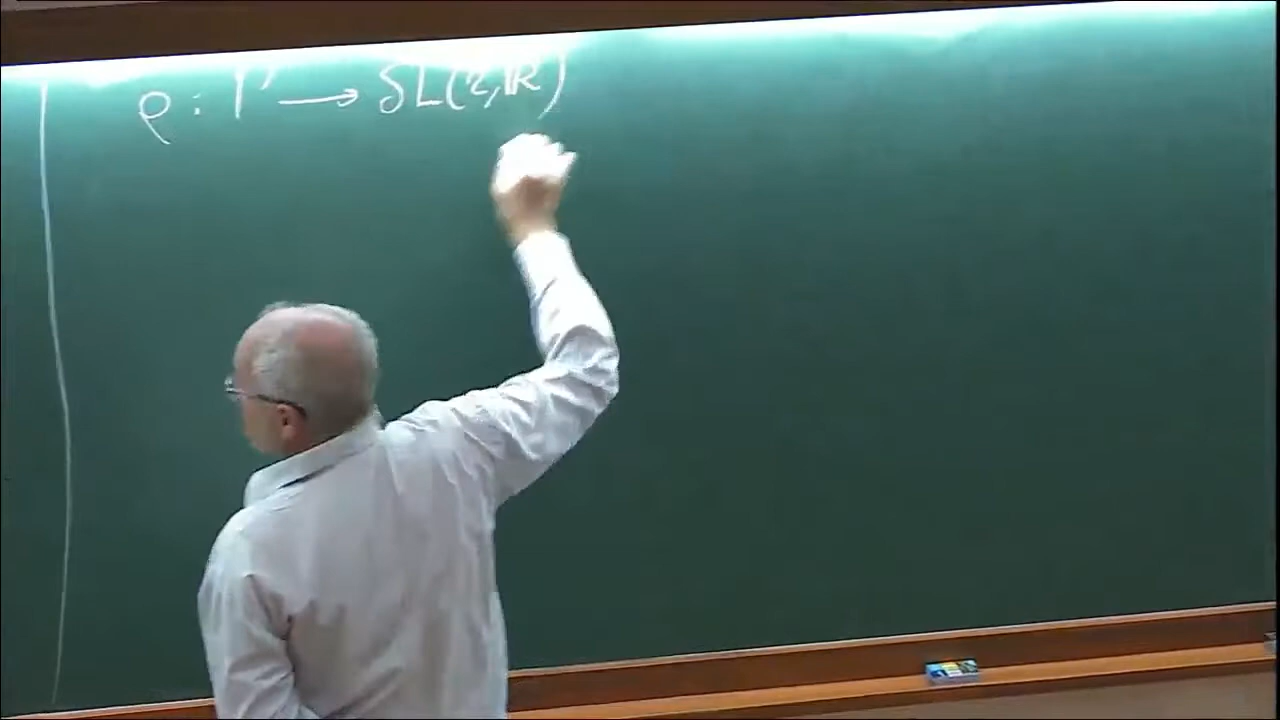 ρ : Γ → SL(2,ℝ)